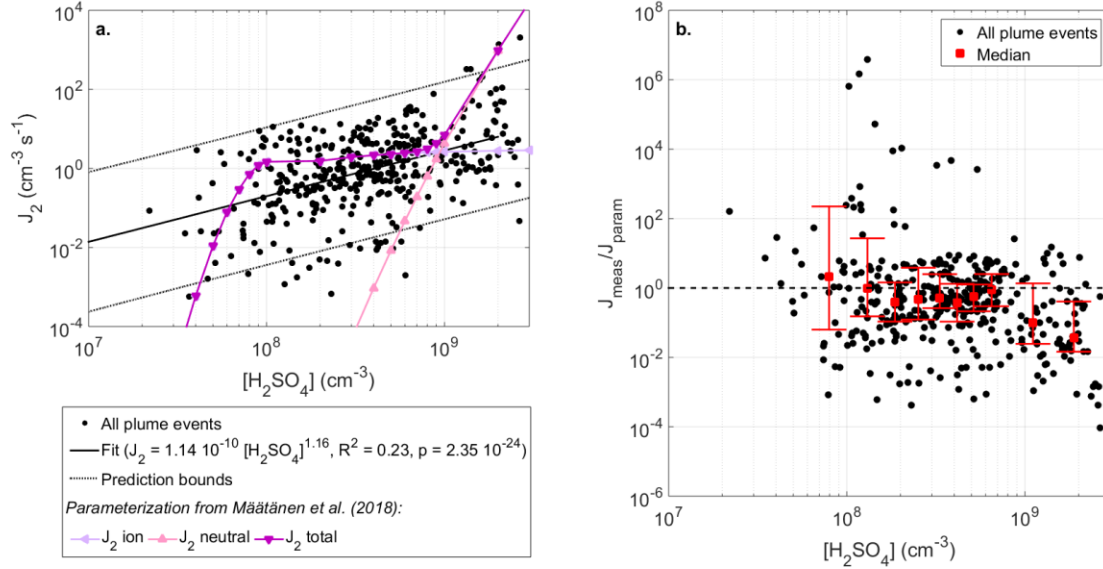 a.
10^4
10^2
10^0
10^-2
10^-4
J_2 (cm^-3 s^-1)
10^7
10^8
10^9
[H_2SO_4] (cm^-3)
All plume events
Fit (J_2 = 1.14 10^-10 [H_2SO_4]^1.16, R^2 = 0.23, p = 2.35 10^-24)
Prediction bounds
Parameterization from Määtänen et al. (2018):
J_2 ion J_2 neutral J_2 total
b.
All plume events
Median
10^8
10^6
10^4
10^2
10^0
10^-2
10^-4
10^-6
J_meas/J_param
10^7
10^8
10^9
[H_2SO_4] (cm^-3)